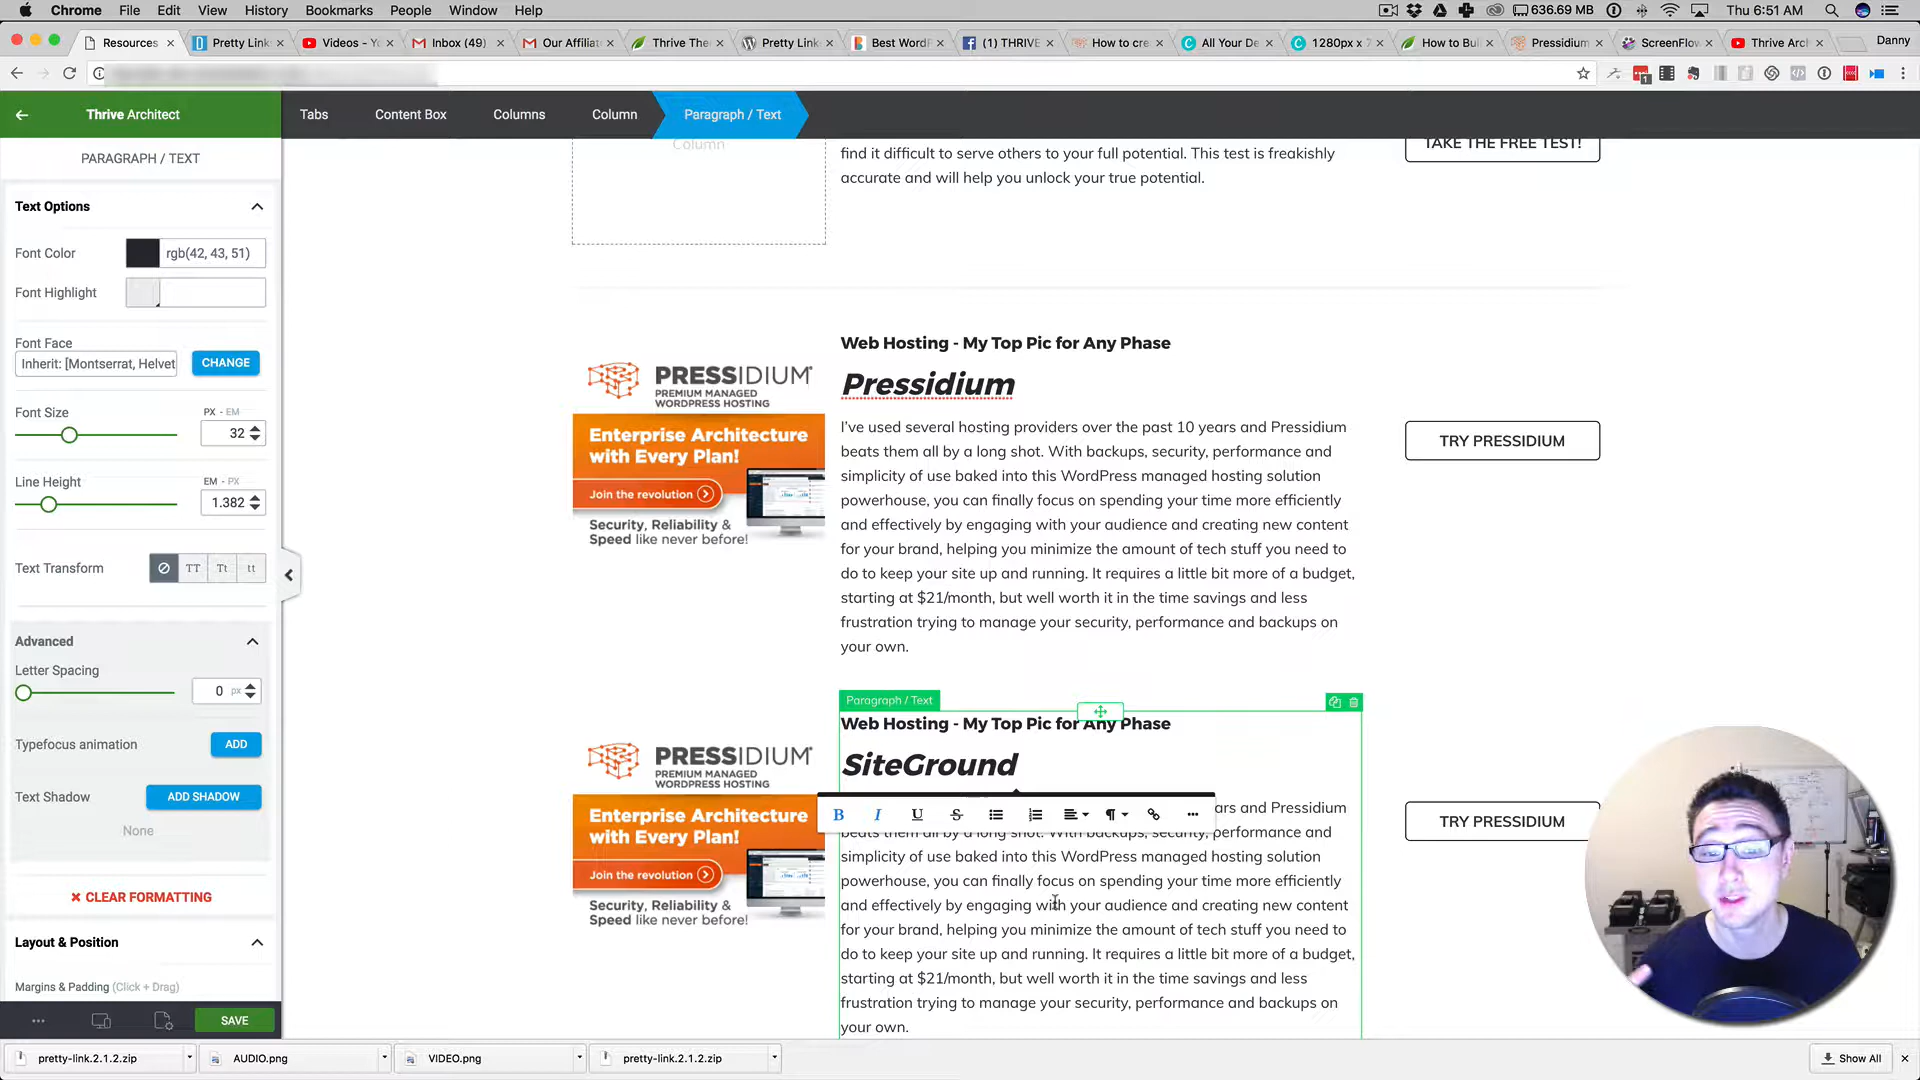 Chrome File Edit View History Bookmarks People Window Help
636.69 MB Thu 6:51 AM
Resources
Pretty Link
Videos - Yo
Inbox (49)
Our Affiliat
Thrive The
Pretty Link
Best WordP
(1) THRIVE
How to cre
All Your De
1280px x 7
How to Bui
Pressidium
ScreenFlow
Thrive Arc
Danny
Thrive Architect
Tabs
Content Box
Columns
Column
Paragraph / Text
PARAGRAPH / TEXT
Text Options
Font Color
rgb(42, 43, 51)
Font Highlight
Font Face
Inherit: [Montserrat, Helvet
CHANGE
Font Size
PX - EM
32
Line Height
EM - PX
1.382
Text Transform
TT Tt tt
Advanced
Letter Spacing
0 px
Typefocus animation
ADD
Text Shadow
ADD SHADOW
None
CLEAR FORMATTING
Layout & Position
Margins & Padding (Click + Drag)
SAVE
Column
find it difficult to serve others to your full potential. This test is freakishly
accurate and will help you unlock your true potential.
TAKE THE FREE TEST!
PRESSIDIUM
PREMIUM MANAGED
WORDPRESS HOSTING
Enterprise Architecture
with Every Plan!
Join the revolution
Security, Reliability &
Speed like never before!
Web Hosting - My Top Pic for Any Phase
Pressidium
I've used several hosting providers over the past 10 years and Pressidium
beats them all by a long shot. With backups, security, performance and
simplicity of use baked into this WordPress managed hosting solution
powerhouse, you can finally focus on spending your time more efficiently
and effectively by engaging with your audience and creating new content
for your brand, helping you minimize the amount of tech stuff you need to
do to keep your site up and running. It requires a little bit more of a budget,
starting at $21/month, but well worth it in the time savings and less
frustration trying to manage your security, performance and backups on
your own.
TRY PRESSIDIUM
PRESSIDIUM
PREMIUM MANAGED
WORDPRESS HOSTING
Enterprise Architecture
with Every Plan!
Join the revolution
Security, Reliability &
Speed like never before!
Paragraph / Text
Web Hosting - My Top Pic for Any Phase
SiteGround
B I U S
ars and Pressidium
beats them all by a long shot. With backups, security, performance and
simplicity of use baked into this WordPress managed hosting solution
powerhouse, you can finally focus on spending your time more efficiently
and effectively by engaging with your audience and creating new content
for your brand, helping you minimize the amount of tech stuff you need to
do to keep your site up and running. It requires a little bit more of a budget,
starting at $21/month, but well worth it in the time savings and less
frustration trying to manage your security, performance and backups on
your own.
TRY PRESSIDIUM
pretty-link.2.1.2.zip
AUDIO.png
VIDEO.png
pretty-link.2.1.2.zip
Show All